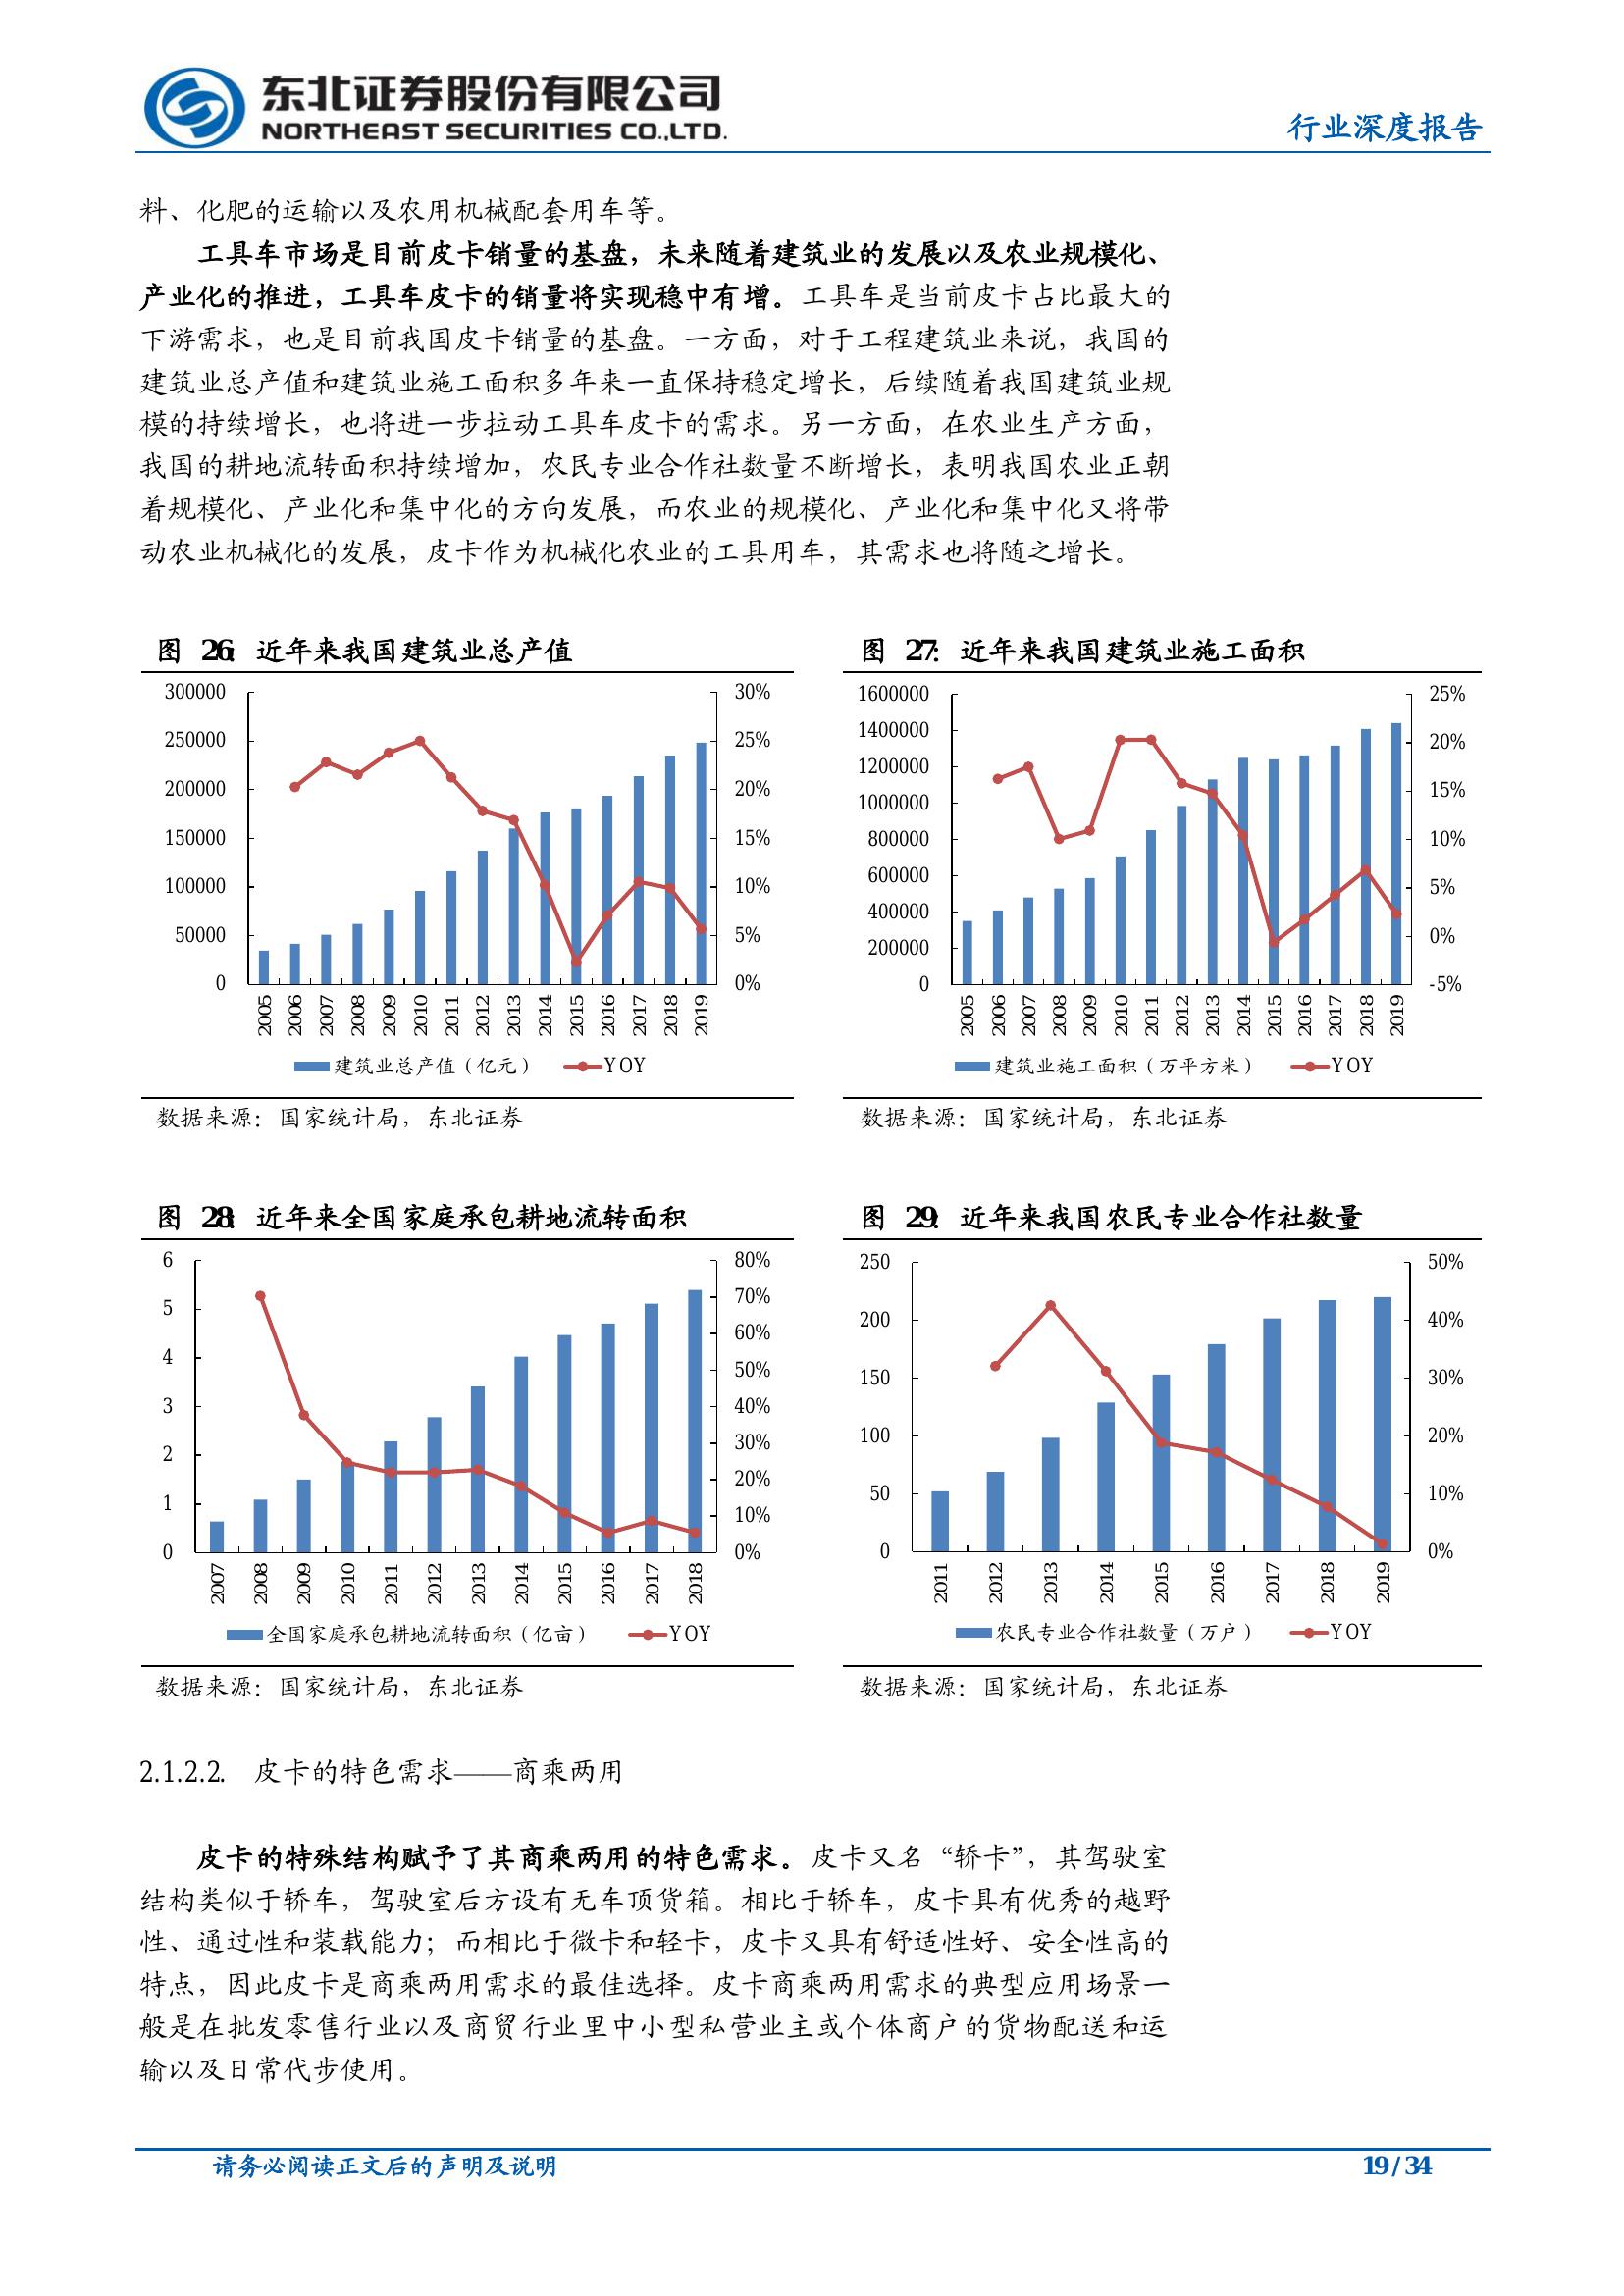 东北证券股份有限公司
NORTHEAST SECURITIES CO.,LTD.
行业深度报告
料、化肥的运输以及农用机械配套用车等。
工具车市场是目前皮卡销量的基盘，未来随着建筑业的发展以及农业规模化、
产业化的推进，工具车皮卡的销量将实现稳中有增。工具车是当前皮卡占比最大的
下游需求，也是目前我国皮卡销量的基盘。一方面，对于工程建筑业来说，我国的
建筑业总产值和建筑业施工面积多年来一直保持稳定增长，后续随着我国建筑业规
模的持续增长，也将进一步拉动工具车皮卡的需求。另一方面，在农业生产方面，
我国的耕地流转面积持续增加，农民专业合作社数量不断增长，表明我国农业正朝
着规模化、产业化和集中化的方向发展，而农业的规模化、产业化和集中化又将带
动农业机械化的发展，皮卡作为机械化农业的工具用车，其需求也将随之增长。
图 26：近年来我国建筑业总产值
300000
250000
200000
150000
100000
50000
0
30%
25%
20%
15%
10%
5%
0%
2005 2006 2007 2008 2009 2010 2011 2012 2013 2014 2015 2016 2017 2018 2019
建筑业总产值（亿元） YOY
数据来源：国家统计局，东北证券
图 27：近年来我国建筑业施工面积
1600000
1400000
1200000
1000000
800000
600000
400000
200000
0
25%
20%
15%
10%
5%
0%
-5%
2005 2006 2007 2008 2009 2010 2011 2012 2013 2014 2015 2016 2017 2018 2019
建筑业施工面积（万平方米） YOY
数据来源：国家统计局，东北证券
图 28：近年来全国家庭承包耕地流转面积
6
5
4
3
2
1
0
80%
70%
60%
50%
40%
30%
20%
10%
0%
2007 2008 2009 2010 2011 2012 2013 2014 2015 2016 2017 2018
全国家庭承包耕地流转面积（亿亩） YOY
数据来源：国家统计局，东北证券
图 29：近年来我国农民专业合作社数量
250
200
150
100
50
0
50%
40%
30%
20%
10%
0%
2011 2012 2013 2014 2015 2016 2017 2018 2019
农民专业合作社数量（万户） YOY
数据来源：国家统计局，东北证券
2.1.2.2. 皮卡的特色需求——商乘两用
皮卡的特殊结构赋予了其商乘两用的特色需求。皮卡又名“轿卡”，其驾驶室
结构类似于轿车，驾驶室后方设有无车顶货箱。相比于轿车，皮卡具有优秀的越野
性、通过性和装载能力；而相比于微卡和轻卡，皮卡又具有舒适性好、安全性高的
特点，因此皮卡是商乘两用需求的最佳选择。皮卡商乘两用需求的典型应用场景一
般是在批发零售行业以及商贸行业里中小型私营业主或个体商户的货物配送和运
输以及日常代步使用。
请务必阅读正文后的声明及说明
19 / 34